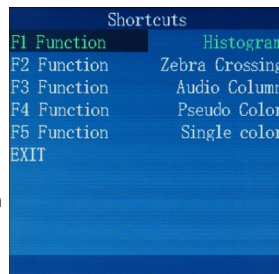 Shortcuts
F1 Function Histogram
F2 Function Zebra Crossing
F3 Function Audio Column
F4 Function Pseudo Color
F5 Function Single color
EXIT